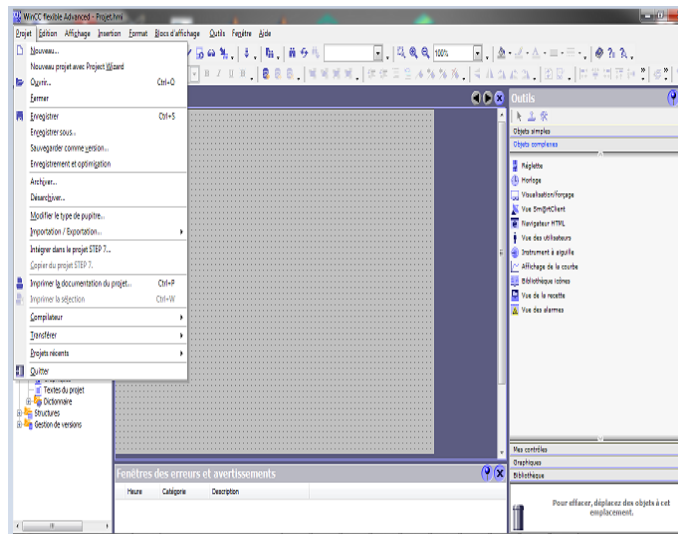 WinCC flexible Advanced - Projet.hmi
Projet Edition Affichage Insertion Format Blocs d'affichage Outils Fenêtre Aide
Nouveau...
Nouveau projet avec Project Wizard
Ouvrir... Ctrl+O
Fermer
Enregistrer Ctrl+S
Enregistrer sous..
Sauvegarder comme version...
Enregistrement et optimisation
Archiver...
Désarchiver...
Modifier le type de pupitre...
Importation / Exportation...
Intégrer dans le projet STEP 7...
Copier du projet STEP 7.
Imprimer la documentation du projet... Ctrl+P
Imprimer la sélection Ctrl+W
Compilateur
Transférer
Projets récents
Quitter
Textes du projet
Dictionnaire
Structures
Gestion de versions
100%
Outils
Objets simples
Objets complexes
Réglette
Horloge
Visualisation/forçage
Vue Sm@rtClient
Navigateur HTML
Vue des utilisateurs
Instrument à aiguille
Affichage de la courbe
Bibliothèque icônes
Vue de la recette
Vue des alarmes
Mes contrôles
Graphiques
Bibliothèque
Pour effacer, déplacez des objets à cet
emplacement.
Fenêtres des erreurs et avertissements
Heure Catégorie Description